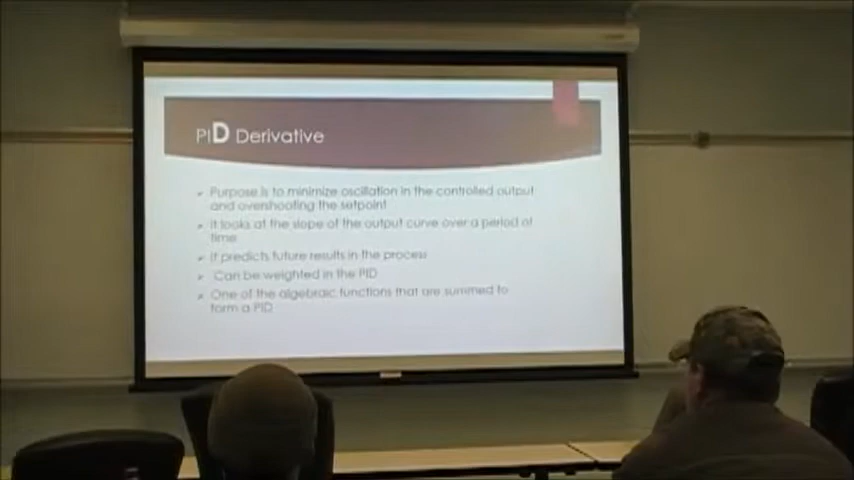 PID Derivative
Purpose is to minimize oscillation in the controlled output
and overshooting the setpoint
It looks at the slope of the output curve over a period of
time
It predicts future results in the process
Can be weighted in the PID
One of the algebraic functions that are summed to
form a PID